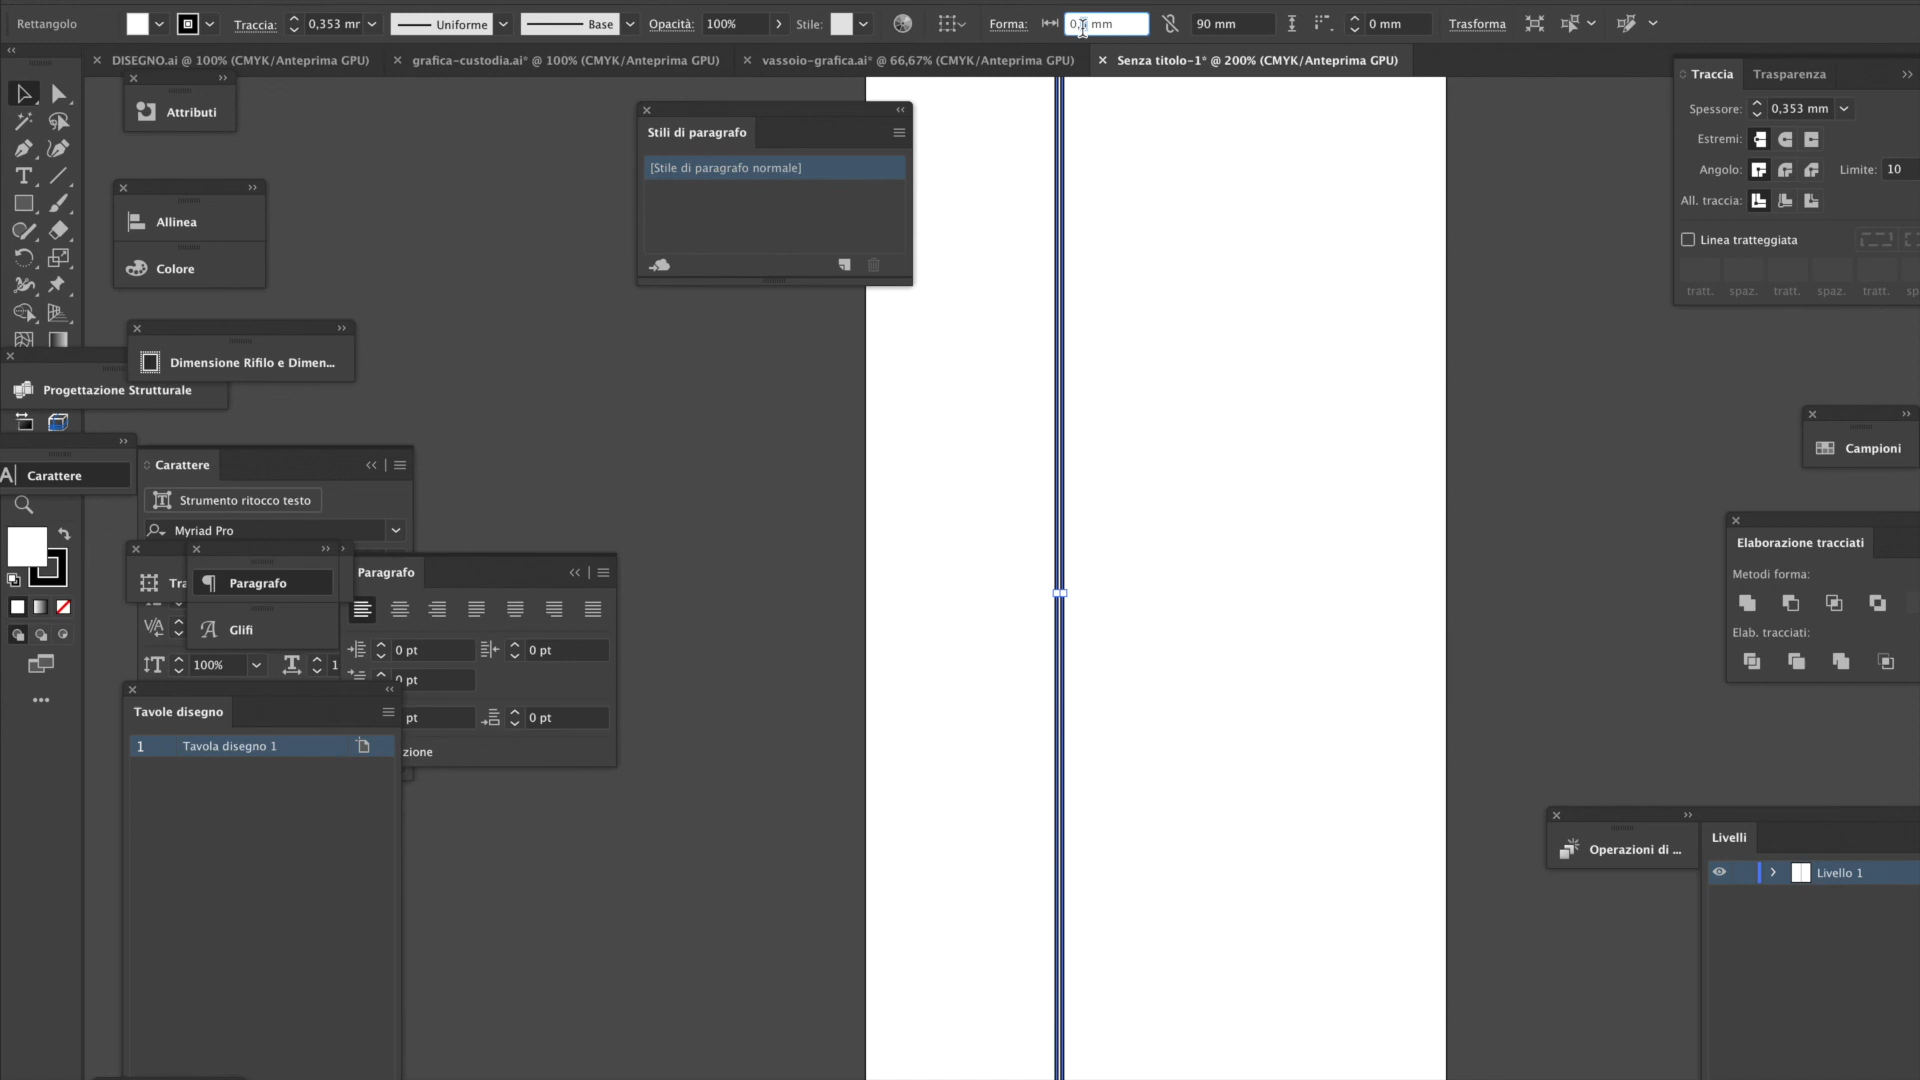 Rettangolo
Traccia: 0,353 mr Uniforme Base Opacità: 100% Stile: Forma: mm 90 mm 0 mm Trasforma
DISEGNO.ai @ 100% (CMYK/Anteprima GPU)
grafica-custodia.ai* @ 100% (CMYK/Anteprima GPU)
vassoio-grafica.ai* @ 66,67% (CMYK/Anteprima GPU)
Senza titolo-1* @ 200% (CMYK/Anteprima GPU)
Attributi
Allinea
Colore
Dimensione Rifilo e Dimen...
Progettazione Strutturale
Carattere
Carattere
Strumento ritocco testo
Myriad Pro
100% 1
Tra
Paragrafo
Glifi
Paragrafo
0 pt 0 pt
0 pt
pt 0 pt
zione
Tavole disegno
1 Tavola disegno 1
Stili di paragrafo
[Stile di paragrafo normale]
Traccia Trasparenza
Spessore: 0,353 mm
Estremi:
Angolo: Limite: 10
All. traccia:
Linea tratteggiata
tratt. spaz. tratt. spaz. tratt. sp
Campioni
Elaborazione tracciati
Metodi forma:
Elab. tracciati:
Operazioni di ...
Livelli
Livello 1